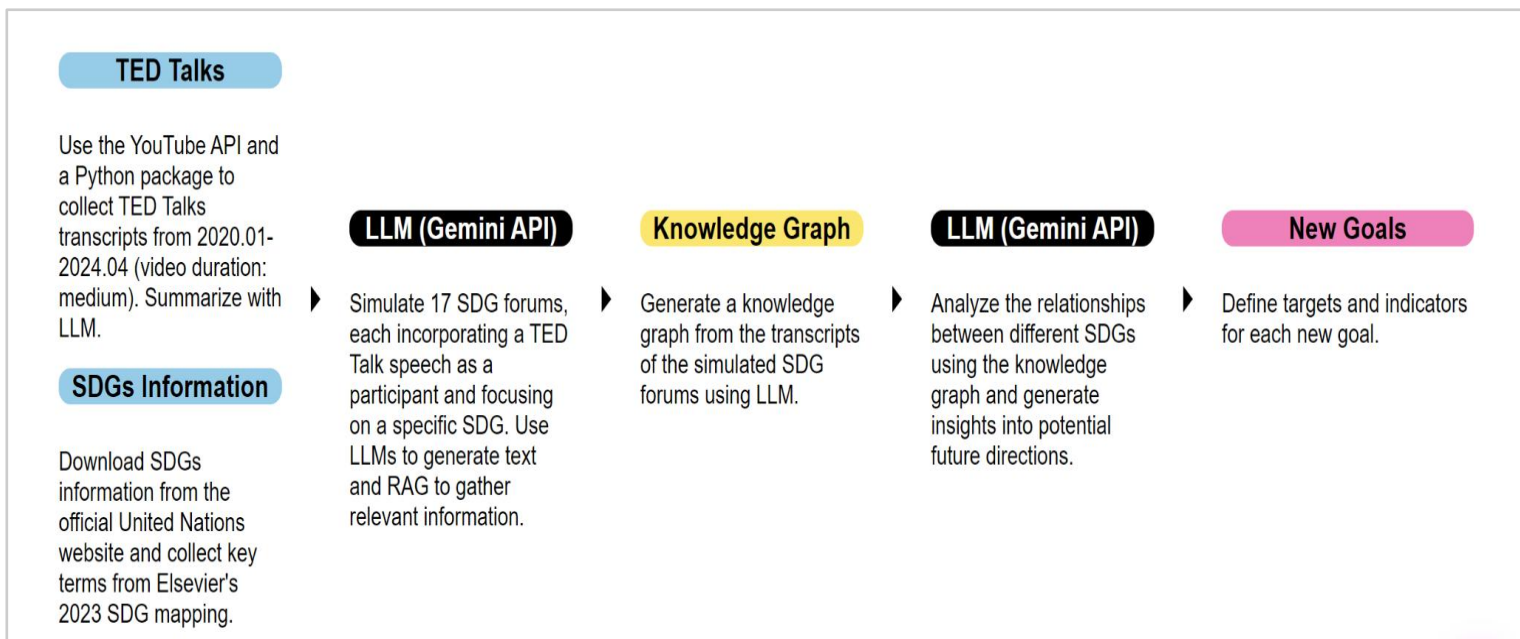 TED Talks
Use the YouTube API and
a Python package to
collect TED Talks
transcripts from 2020.01-
2024.04 (video duration:
medium). Summarize with
LLM.
SDGs Information
Download SDGs
information from the
official United Nations
website and collect key
terms from Elsevier's
2023 SDG mapping.
LLM (Gemini API)
Simulate 17 SDG forums,
each incorporating a TED
Talk speech as a
participant and focusing
on a specific SDG. Use
LLMs to generate text
and RAG to gather
relevant information.
Knowledge Graph
Generate a knowledge
graph from the transcripts
of the simulated SDG
forums using LLM.
LLM (Gemini API)
Analyze the relationships
between different SDGs
using the knowledge
graph and generate
insights into potential
future directions.
New Goals
Define targets and indicators
for each new goal.